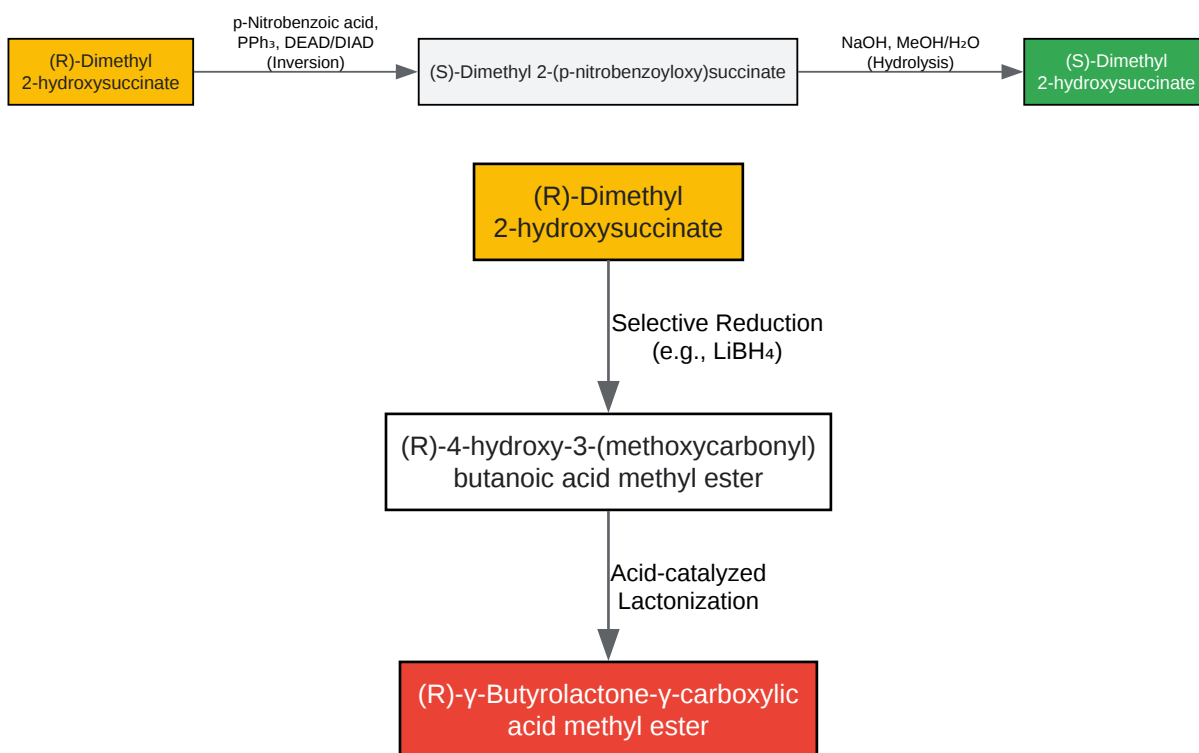 p-Nitrobenzoic acid,
PPh₃, DEAD/DIAD
(Inversion)
NaOH, MeOH/H₂O
(Hydrolysis)
(R)-Dimethyl
2-hydroxysuccinate
(S)-Dimethyl 2-(p-nitrobenzoyloxy)succinate
(S)-Dimethyl
2-hydroxysuccinate
(R)-Dimethyl
2-hydroxysuccinate
Selective Reduction
(e.g., LiBH₄)
(R)-4-hydroxy-3-(methoxycarbonyl)
butanoic acid methyl ester
Acid-catalyzed
Lactonization
(R)-γ-Butyrolactone-γ-carboxylic
acid methyl ester